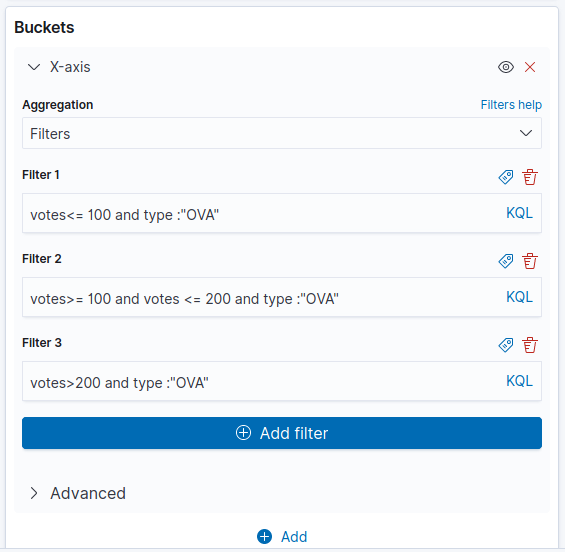 Buckets
X-axis
Aggregation
Filters help
Filters
Filter 1
votes<= 100 and type :"OVA"
KQL
Filter 2
votes>= 100 and votes <= 200 and type :"OVA"
KQL
Filter 3
votes>200 and type :"OVA"
KQL
Add filter
Advanced
Add